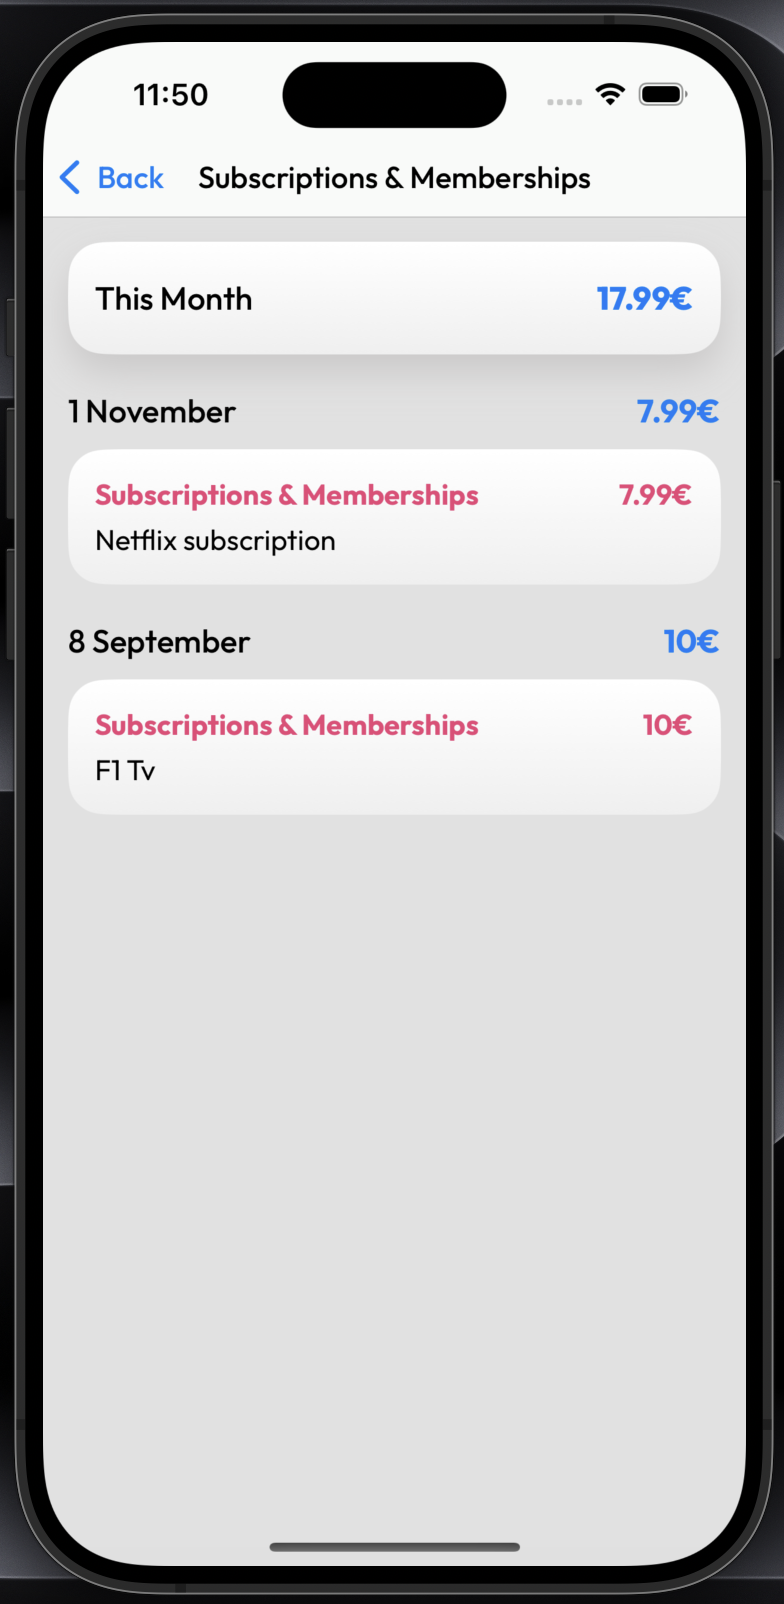 11:50
Back Subscriptions & Memberships
This Month 17.99€
1 November 7.99€
Subscriptions & Memberships 7.99€
Netflix subscription
8 September 10€
Subscriptions & Memberships 10€
F1 Tv